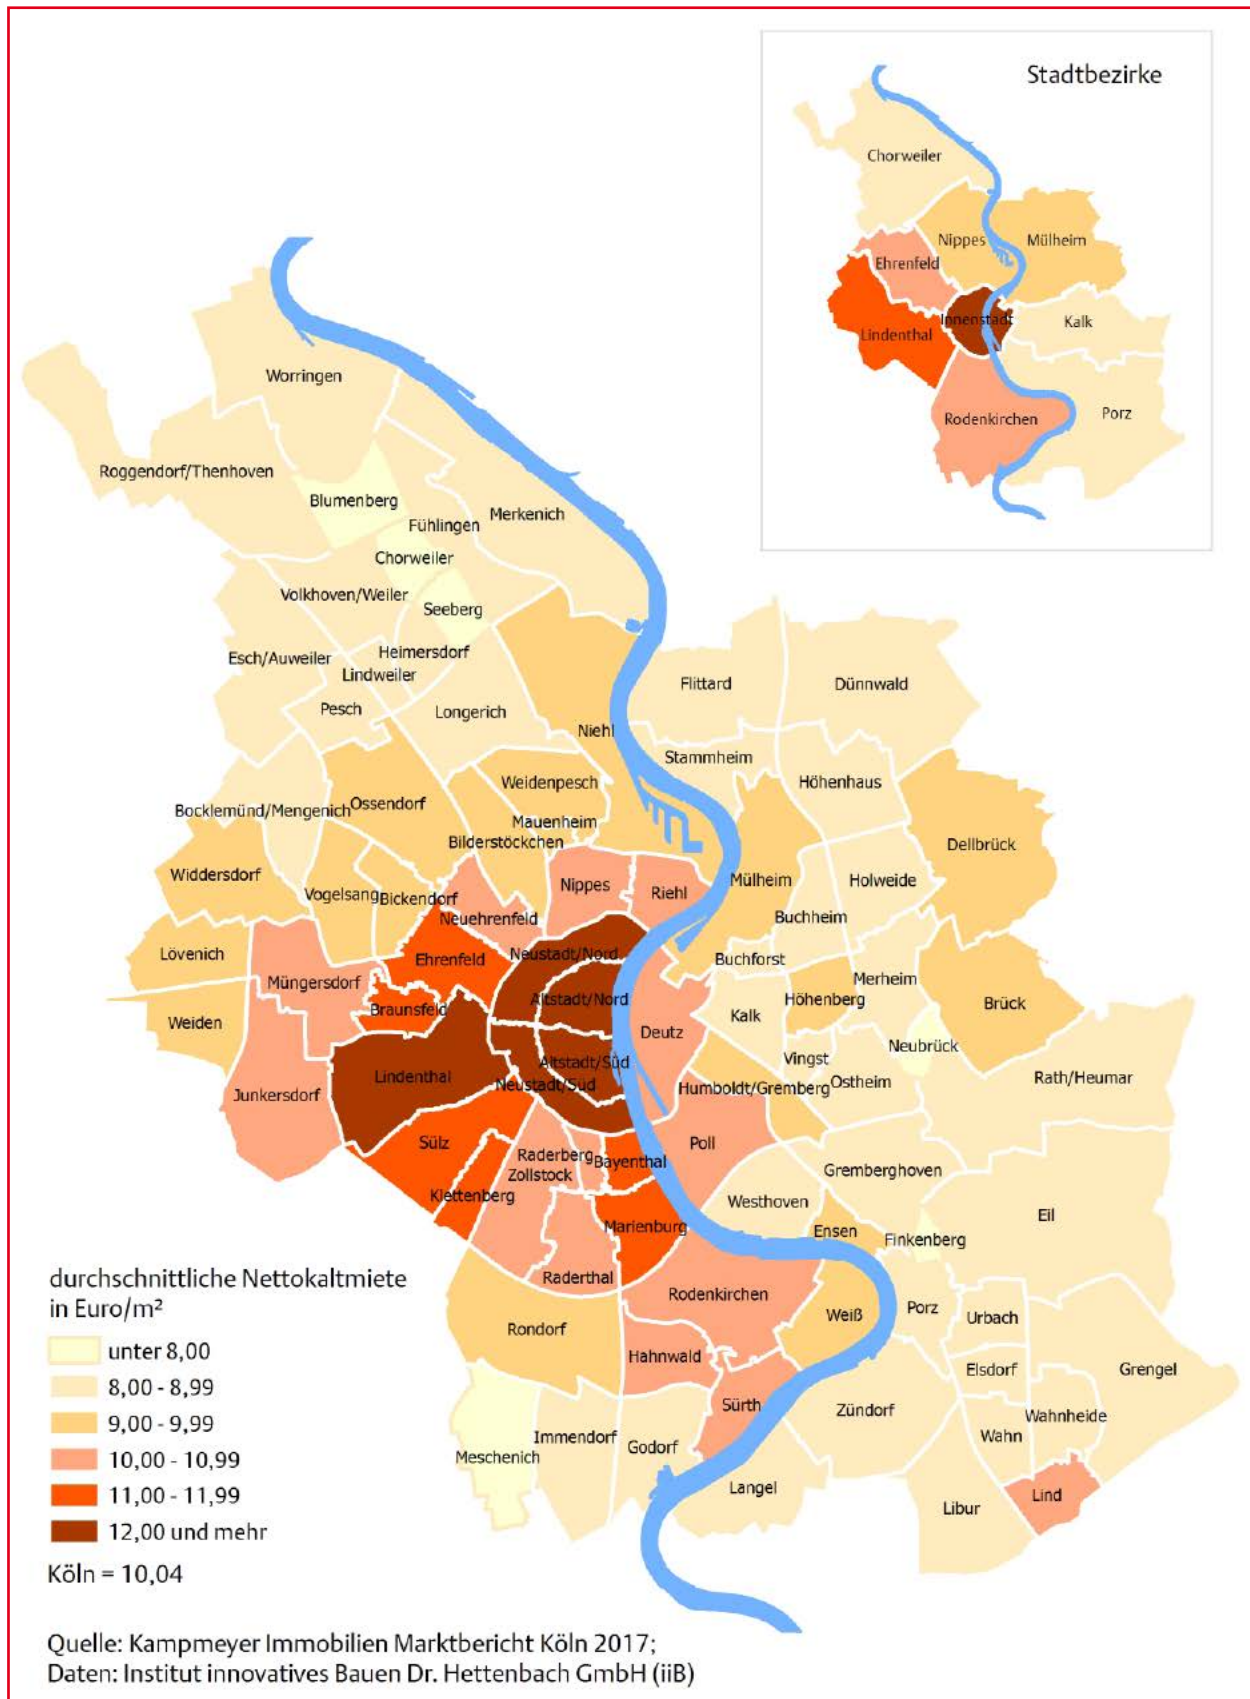 Stadtbezirke
Chorweiler
Nippes
Mülheim
Ehrenfeld
Innenstadt
Kalk
Lindenthal
Rodenkirchen
Porz
Worringen
Roggendorf/Thenhoven
Blumenberg
Fühlingen
Merkenich
Chorweiler
Volkhoven/Weiler
Seeberg
Esch/Auweiler
Heimersdorf
Lindweiler
Pesch
Longerich
Niehl
Flittard
Dünnwald
Stammheim
Höhenhaus
Weidenpesch
Bocklemünd/Mengenich
Ossendorf
Mauenheim
Bilderstöckchen
Dellbrück
Widdersdorf
Vogelsang
Bickendorf
Nippes
Riehl
Mülheim
Holweide
Neuehrenfeld
Buchheim
Lövenich
Ehrenfeld
Neustadt/Nord
Buchforst
Müngersdorf
Merheim
Braunsfeld
Altstadt/Nord
Höhenberg
Brück
Weiden
Kalk
Deutz
Neubrück
Lindenthal
Altstadt/Süd
Vingst
Rath/Heumar
Junkersdorf
Neustadt/Süd
Humboldt/Gremberg
Ostheim
Sülz
Raderberg
Zollstock
Bayenthal
Poll
Gremberghoven
Klettenberg
Westhoven
Marienburg
Ensen
Finkenberg
Eil
Raderthal
Rodenkirchen
Weiß
Porz
Urbach
Rondorf
Hahnwald
Elsdorf
Grengel
Sürth
Zündorf
Wahnheide
Immendorf
Godorf
Wahn
Meschenich
Langel
Libur
Lind
durchschnittliche Nettokaltmiete
in Euro/m²
unter 8,00
8,00 - 8,99
9,00 - 9,99
10,00 - 10,99
11,00 - 11,99
12,00 und mehr
Köln = 10,04
Quelle: Kampmeyer Immobilien Marktbericht Köln 2017;
Daten: Institut innovatives Bauen Dr. Hettenbach GmbH (iiB)